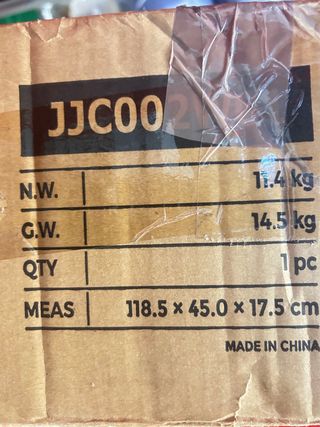 JJC002
N.W. 11.4 kg
G.W. 14.5 kg
QTY 1 pc
MEAS 118.5 × 45.0 × 17.5 cm
MADE IN CHINA